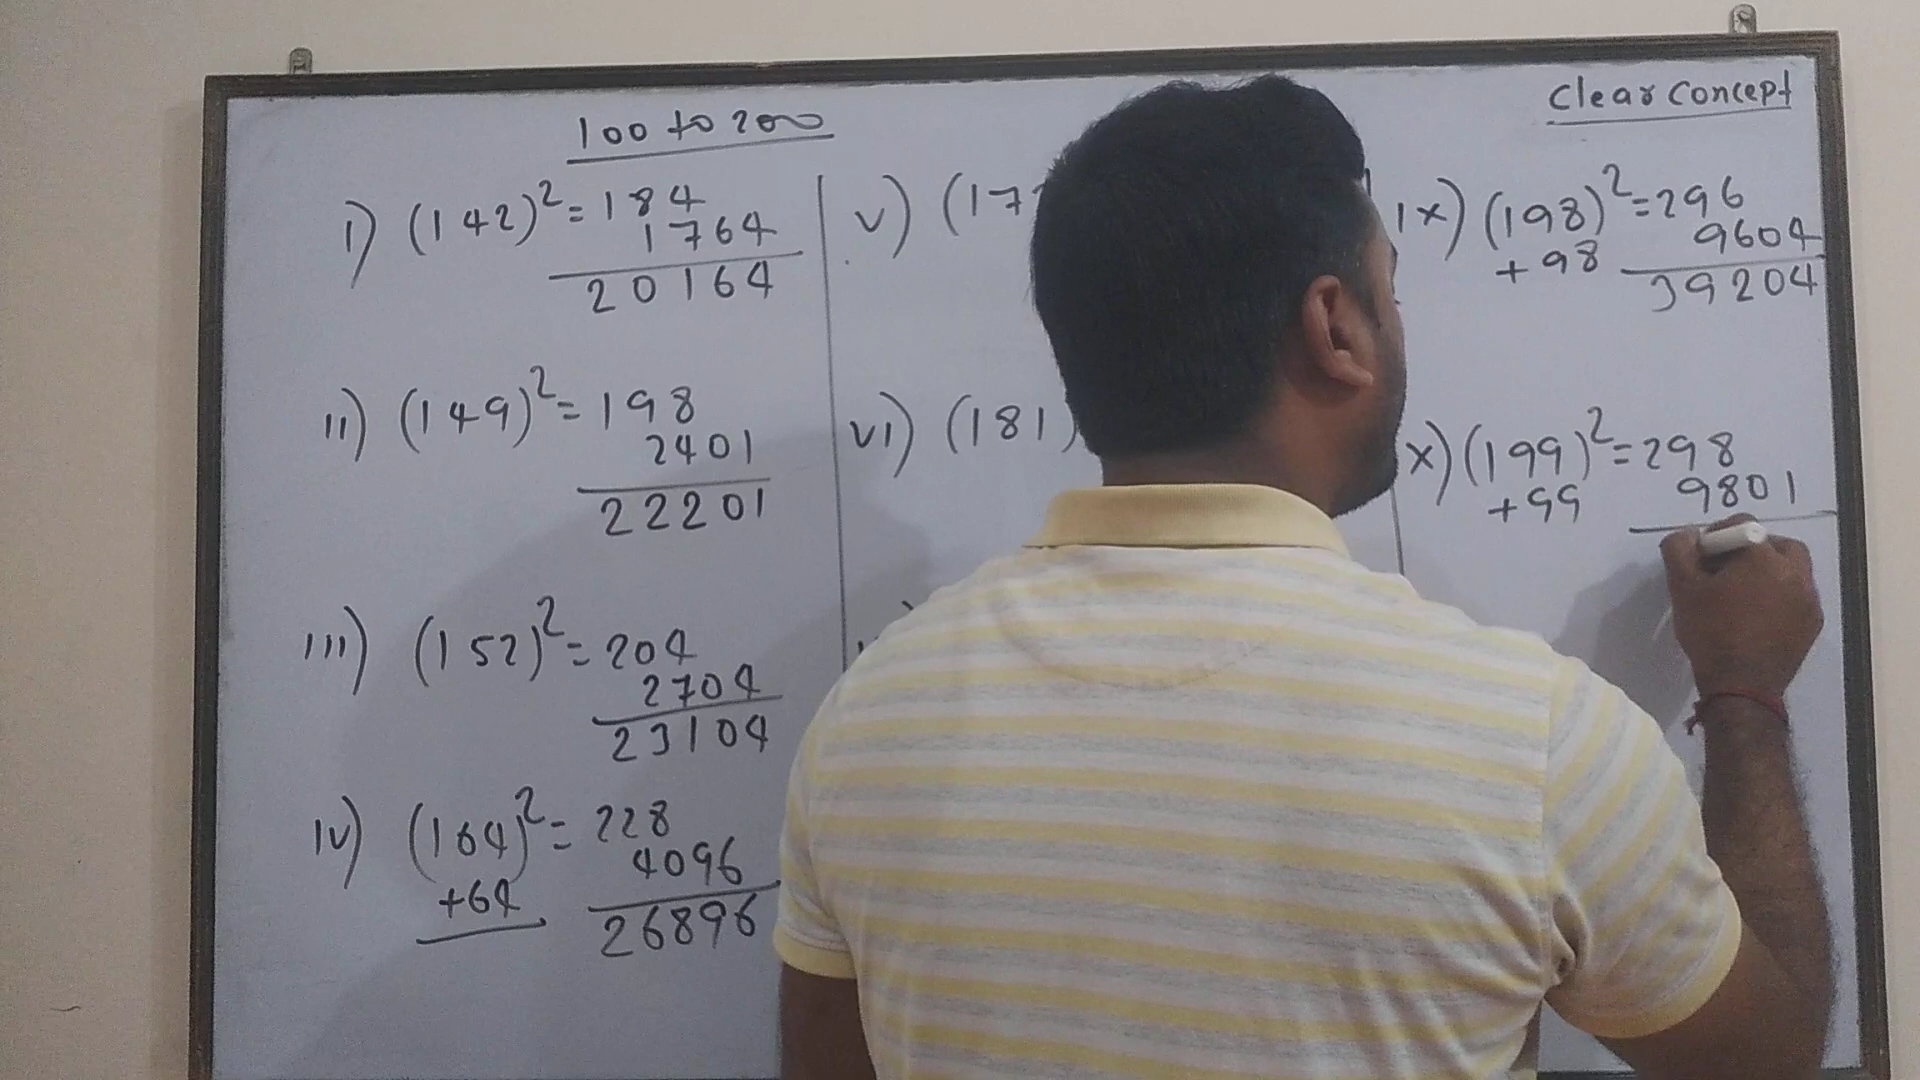 Clear Concept
100 to 200
I) (142)²=184
1764
20164
II) (149)²=198
2401
22201
III) (152)²=204
2704
23104
IV) (164)²=228
+64 4096
26896
V) (17
VI) (181)
IX) (198)²=296
+98 9604
39204
X) (199)²=298
+99 9801